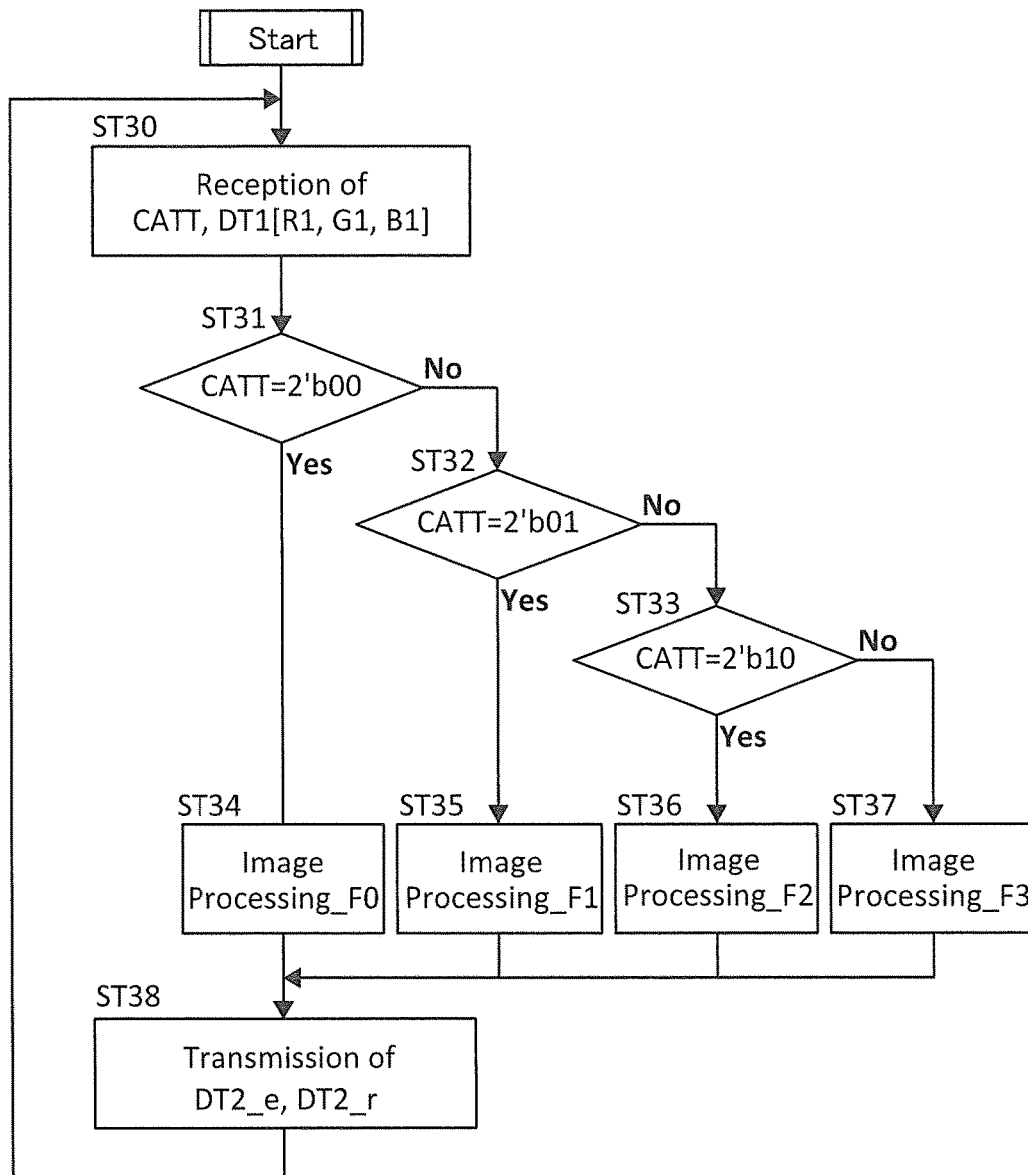 Start
ST30
Reception of
CATT, DT1[R1, G1, B1]
ST31
CATT=2'b00
No
Yes
ST32
CATT=2'b01
No
Yes
ST33
CATT=2'b10
No
Yes
ST34
Image
Processing_F0
ST35
Image
Processing_F1
ST36
Image
Processing_F2
ST37
Image
Processing_F3
ST38
Transmission of
DT2_e, DT2_r